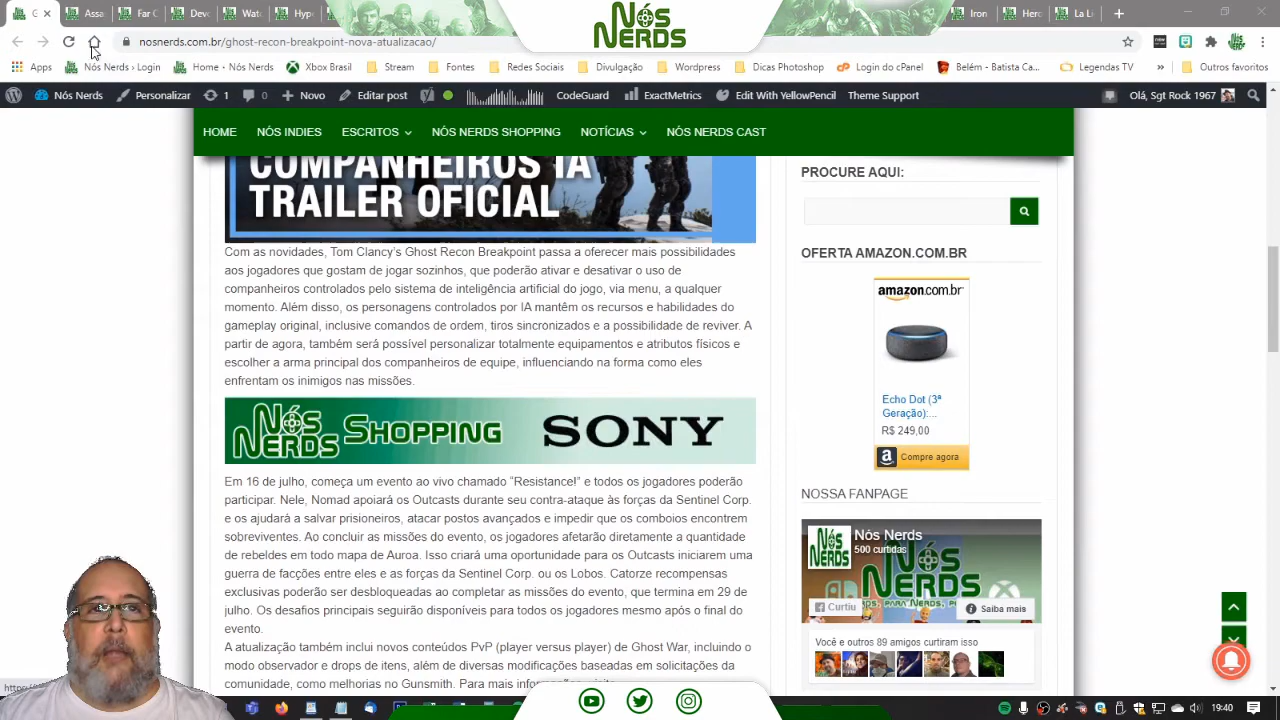 Nós
Nerds
nosnerds.com.br/ghost-recon-breakpoint-nova-atualizacao/
Apps
Nós Nerds › Login
Home - Nós Nerds
Xbox Brasil
Stream
Fontes
Redes Sociais
Divulgação
Wordpress
Dicas Photoshop
Login do cPanel
Belém - Batista Ca...
Legendas TV
»
Outros favoritos
Nós Nerds
Personalizar
1
0
Novo
CodeGuard
ExactMetrics
Edit With YellowPencil
Theme Support
Olá, Sgt Rock 1967
HOME
NÓS INDIES
ESCRITOS
NÓS NERDS SHOPPING
NOTÍCIAS
NÓS NERDS CAST
COMPANHEIROS IA
TRAILER OFICIAL
Com as novidades, Tom Clancy’s Ghost Recon Breakpoint passa a oferecer mais possibilidades
aos jogadores que gostam de jogar sozinhos, que poderão ativar e desativar o uso de
companheiros controlados pelo sistema de inteligência artificial do jogo, via menu, a qualquer
momento. Além disso, os personagens controlados por IA mantêm os recursos e habilidades do
gameplay original, inclusive comandos de ordem, tiros sincronizados e a possibilidade de reviver. A
partir de agora, também será possível personalizar totalmente equipamentos e atributos físicos e
escolher a arma principal dos companheiros de equipe, influenciando na forma como eles
enfrentam os inimigos nas missões.
Nós Nerds Shopping SONY
Em 16 de julho, começa um evento ao vivo chamado “Resistance!” e todos os jogadores poderão
participar. Nele, Nomad apoiará os Outcasts durante seu contra-ataque às forças da Sentinel Corp.
e os ajudará a salvar prisioneiros, atacar postos avançados e impedir que os comboios encontrem
sobreviventes. Ao concluir as missões do evento, os jogadores afetarão diretamente a quantidade
de rebeldes em todo mapa de Auroa. Isso criará uma oportunidade para os Outcasts iniciarem uma
guerra de facções entre eles e as forças da Sentinel Corp. ou os Lobos. Catorze recompensas
exclusivas poderão ser desbloqueadas ao completar as missões do evento, que termina em 29 de
julho. Os desafios principais seguirão disponíveis para todos os jogadores mesmo após o final do
evento.
A atualização também inclui novos conteúdos PvP (player versus player) de Ghost War, incluindo o
modo observador e drops de itens, além de diversas modificações baseadas em solicitações da
comunidade, como melhorias no Gunsmith. Para mais
PROCURE AQUI:
OFERTA AMAZON.COM.BR
amazon.com.br
Echo Dot (3ª
Geração):...
R$ 249,00
Compre agora
NOSSA FANPAGE
Nós Nerds
500 curtidas
Nós
Nerds
Curtiu
Saiba mais
Você e outros 89 amigos curtiram isso
19:40